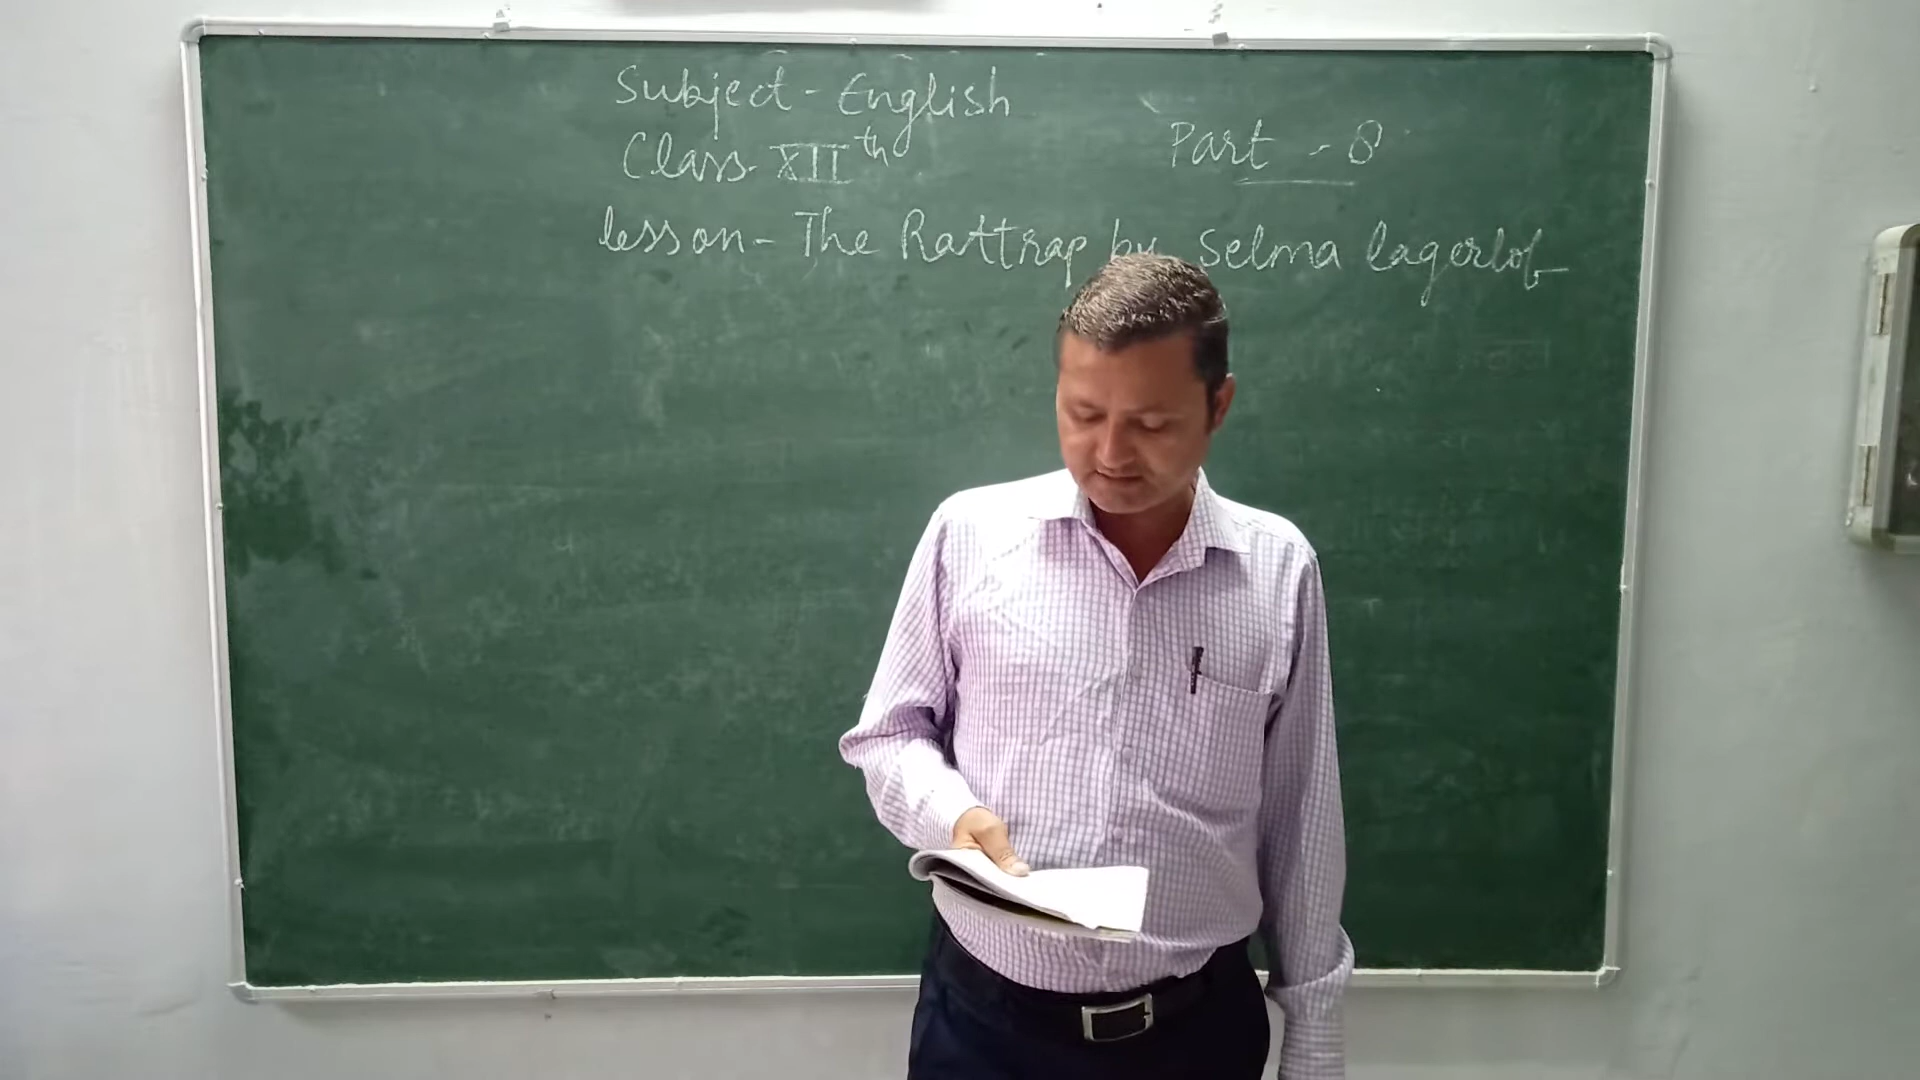 Subject - English
Class XII th
Part - 8
lesson - The Rattrap by Selma lagerlof